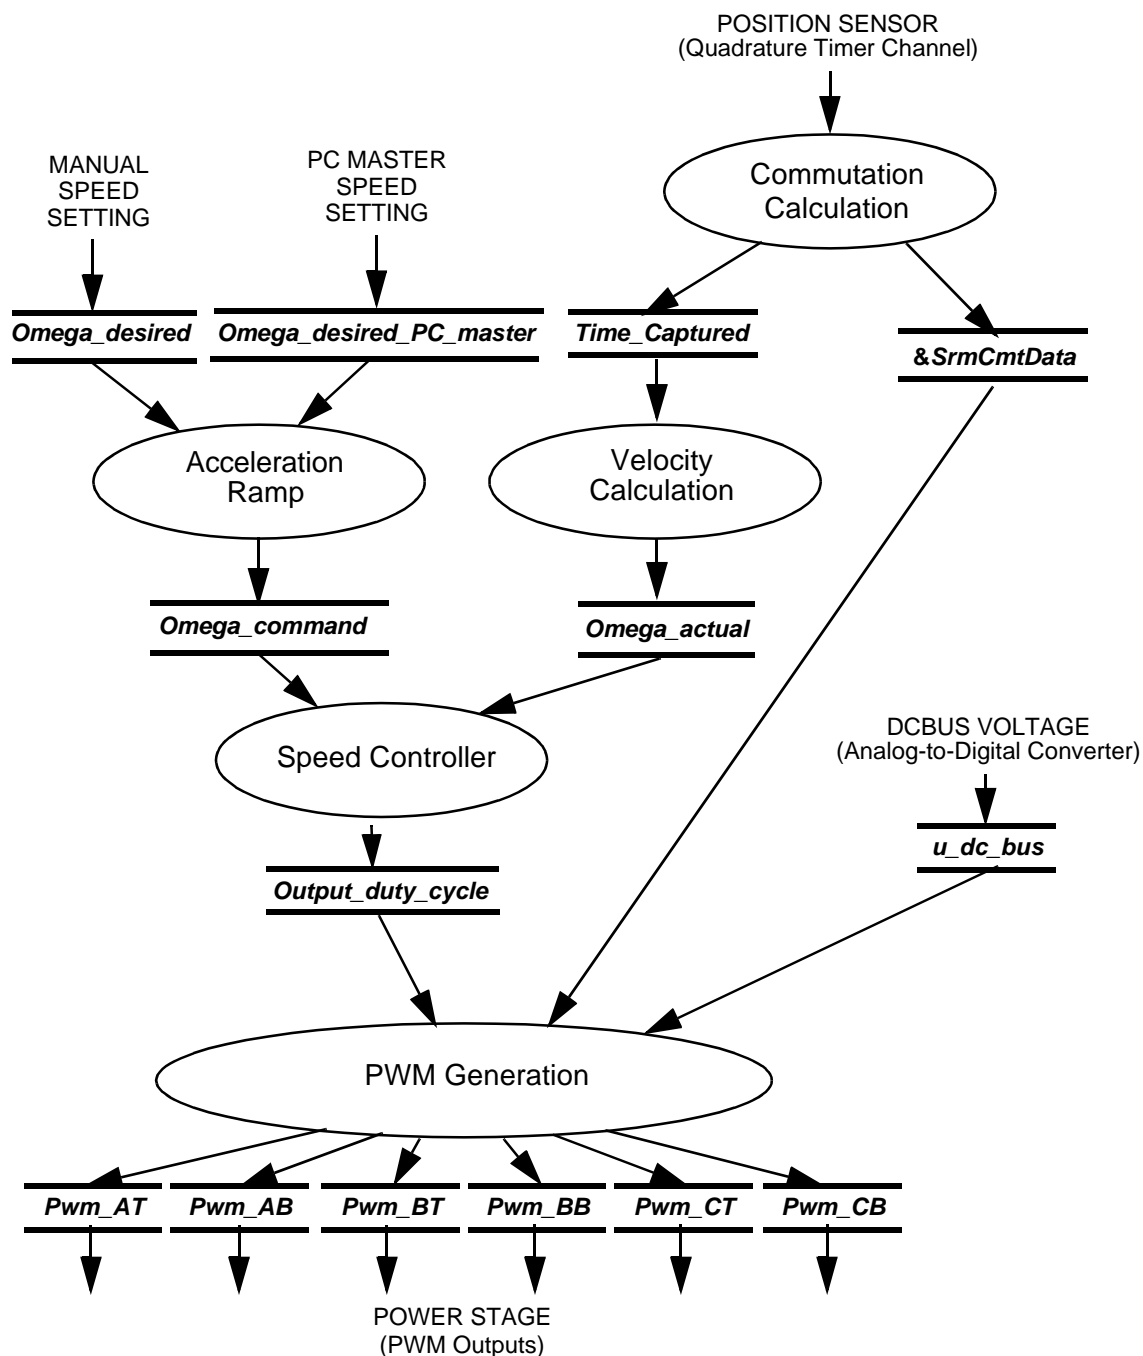 POSITION SENSOR
(Quadrature Timer Channel)
MANUAL
SPEED
SETTING
PC MASTER
SPEED
SETTING
Commutation
Calculation
Omega_desired
Omega_desired_PC_master
Time_Captured
&SrmCmtData
Acceleration
Ramp
Velocity
Calculation
Omega_command
Omega_actual
Speed Controller
DCBUS VOLTAGE
(Analog-to-Digital Converter)
u_dc_bus
Output_duty_cycle
PWM Generation
Pwm_AT
Pwm_AB
Pwm_BT
Pwm_BB
Pwm_CT
Pwm_CB
POWER STAGE
(PWM Outputs)